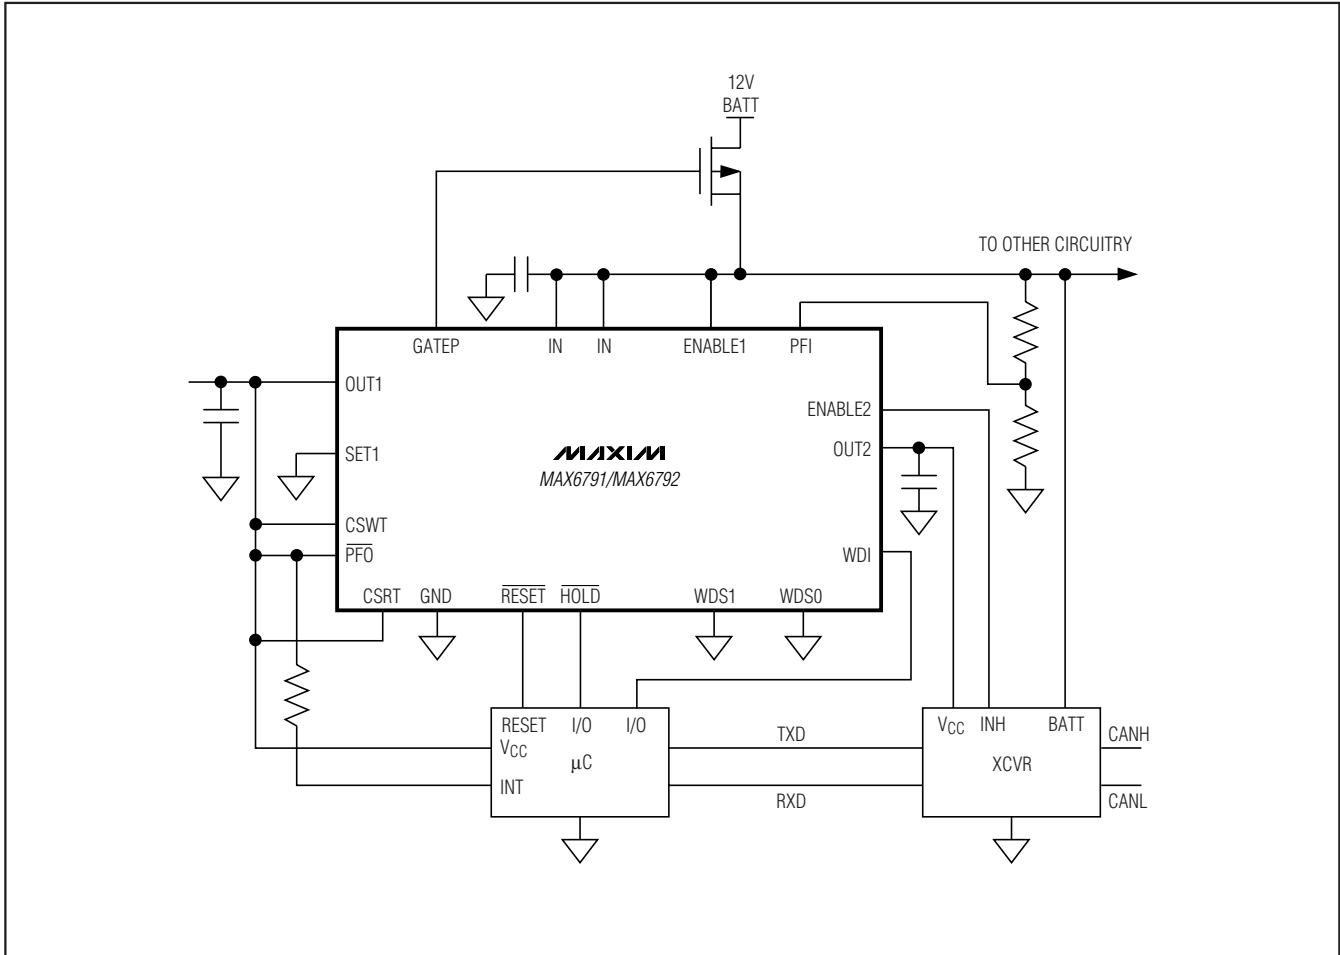 12V
BATT
TO OTHER CIRCUITRY
GATEP IN IN ENABLE1 PFI
OUT1
ENABLE2
SET1
OUT2
MAXIM
MAX6791/MAX6792
CSWT
PFO
WDI
CSRT GND RESET HOLD WDS1 WDS0
RESET I/O I/O
VCC
μC
INT
TXD
RXD
VCC INH BATT
XCVR
CANH
CANL